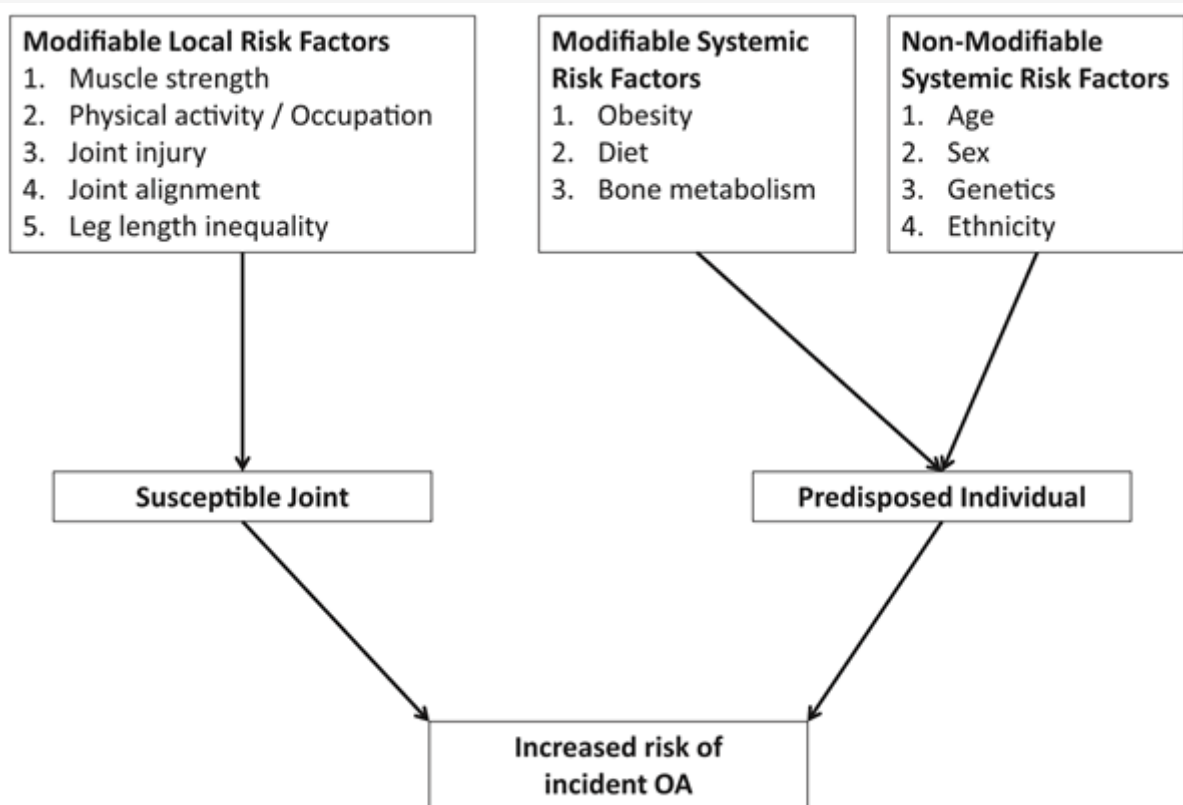 Modifiable Local Risk Factors
1. Muscle strength
2. Physical activity / Occupation
3. Joint injury
4. Joint alignment
5. Leg length inequality
Modifiable Systemic
Risk Factors
1. Obesity
2. Diet
3. Bone metabolism
Non-Modifiable
Systemic Risk Factors
1. Age
2. Sex
3. Genetics
4. Ethnicity
Susceptible Joint
Predisposed Individual
Increased risk of
incident OA